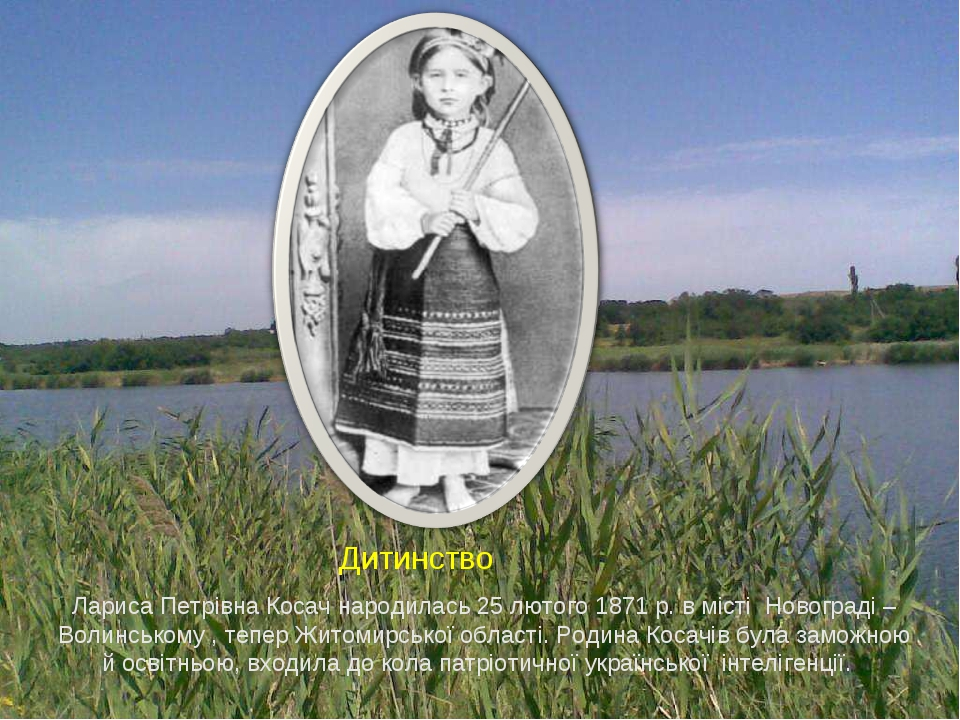 Дитинство
Лариса Петрівна Косач народилась 25 лютого 1871 р. в місті  Новограді –
Волинському , тепер Житомирської області. Родина Косачів була заможною
й освітньою, входила до кола патріотичної української  інтелігенції.